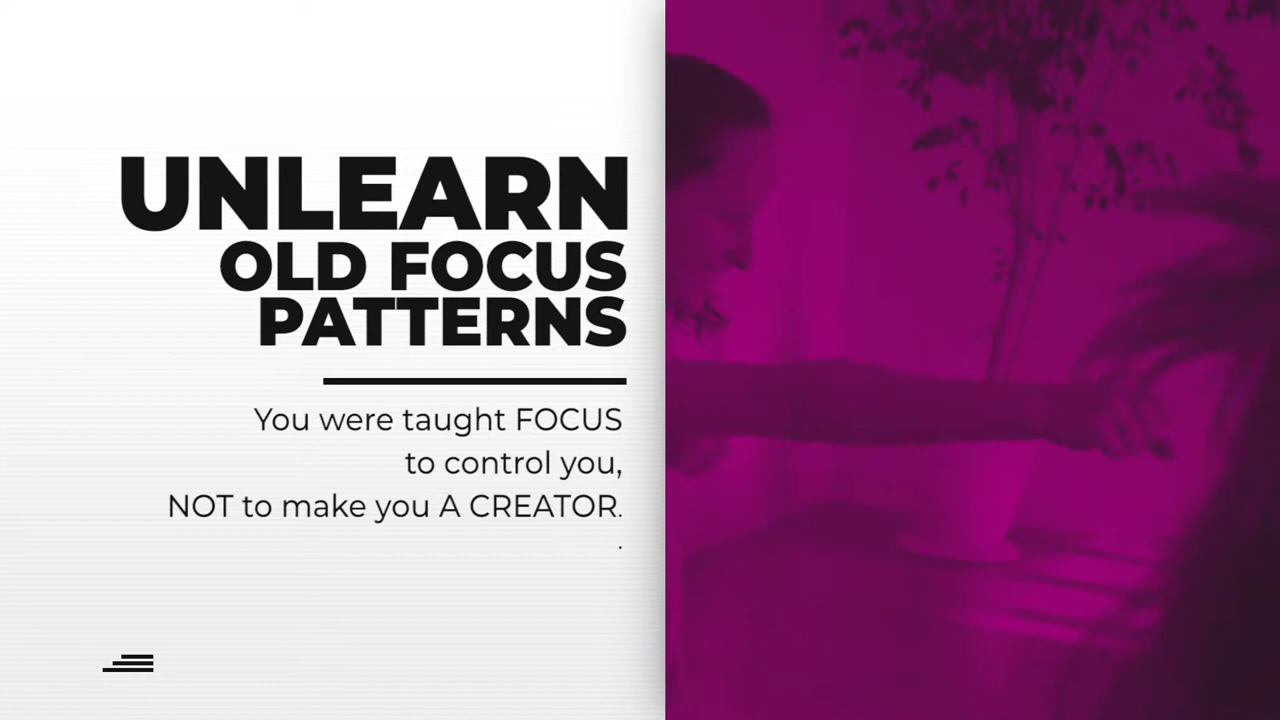 UNLEARN
OLD FOCUS
PATTERNS
You were taught FOCUS
to control you,
NOT to make you A CREATOR.
.